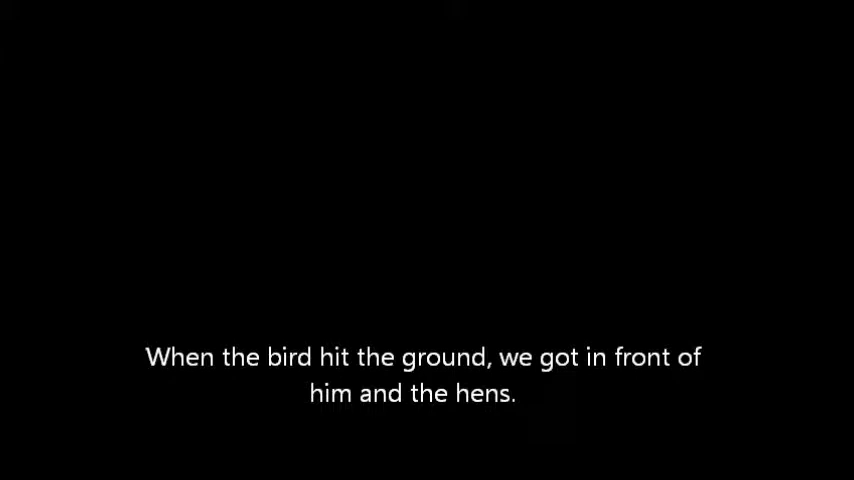 When the bird hit the ground, we got in front of
him and the hens.